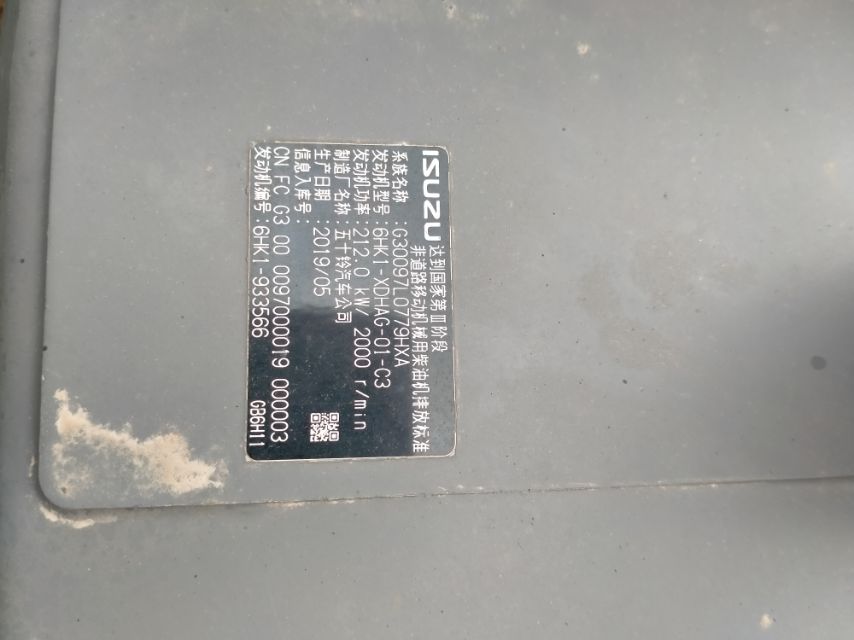 ISUZU 达到国家第Ⅲ阶段
非道路移动机械用柴油机排放标准
系族名称 :G30097L0779HXA
发动机型号:6HK1-XDHAG-01-C3
发动机功率:212.0 kW/ 2000 r/min
制造厂名称:五十铃汽车公司
生产日期 :2019/05
信息入库号:
CN FC G3 00 0097000019 000003
发动机编号:6HK1-933566
GB6H11